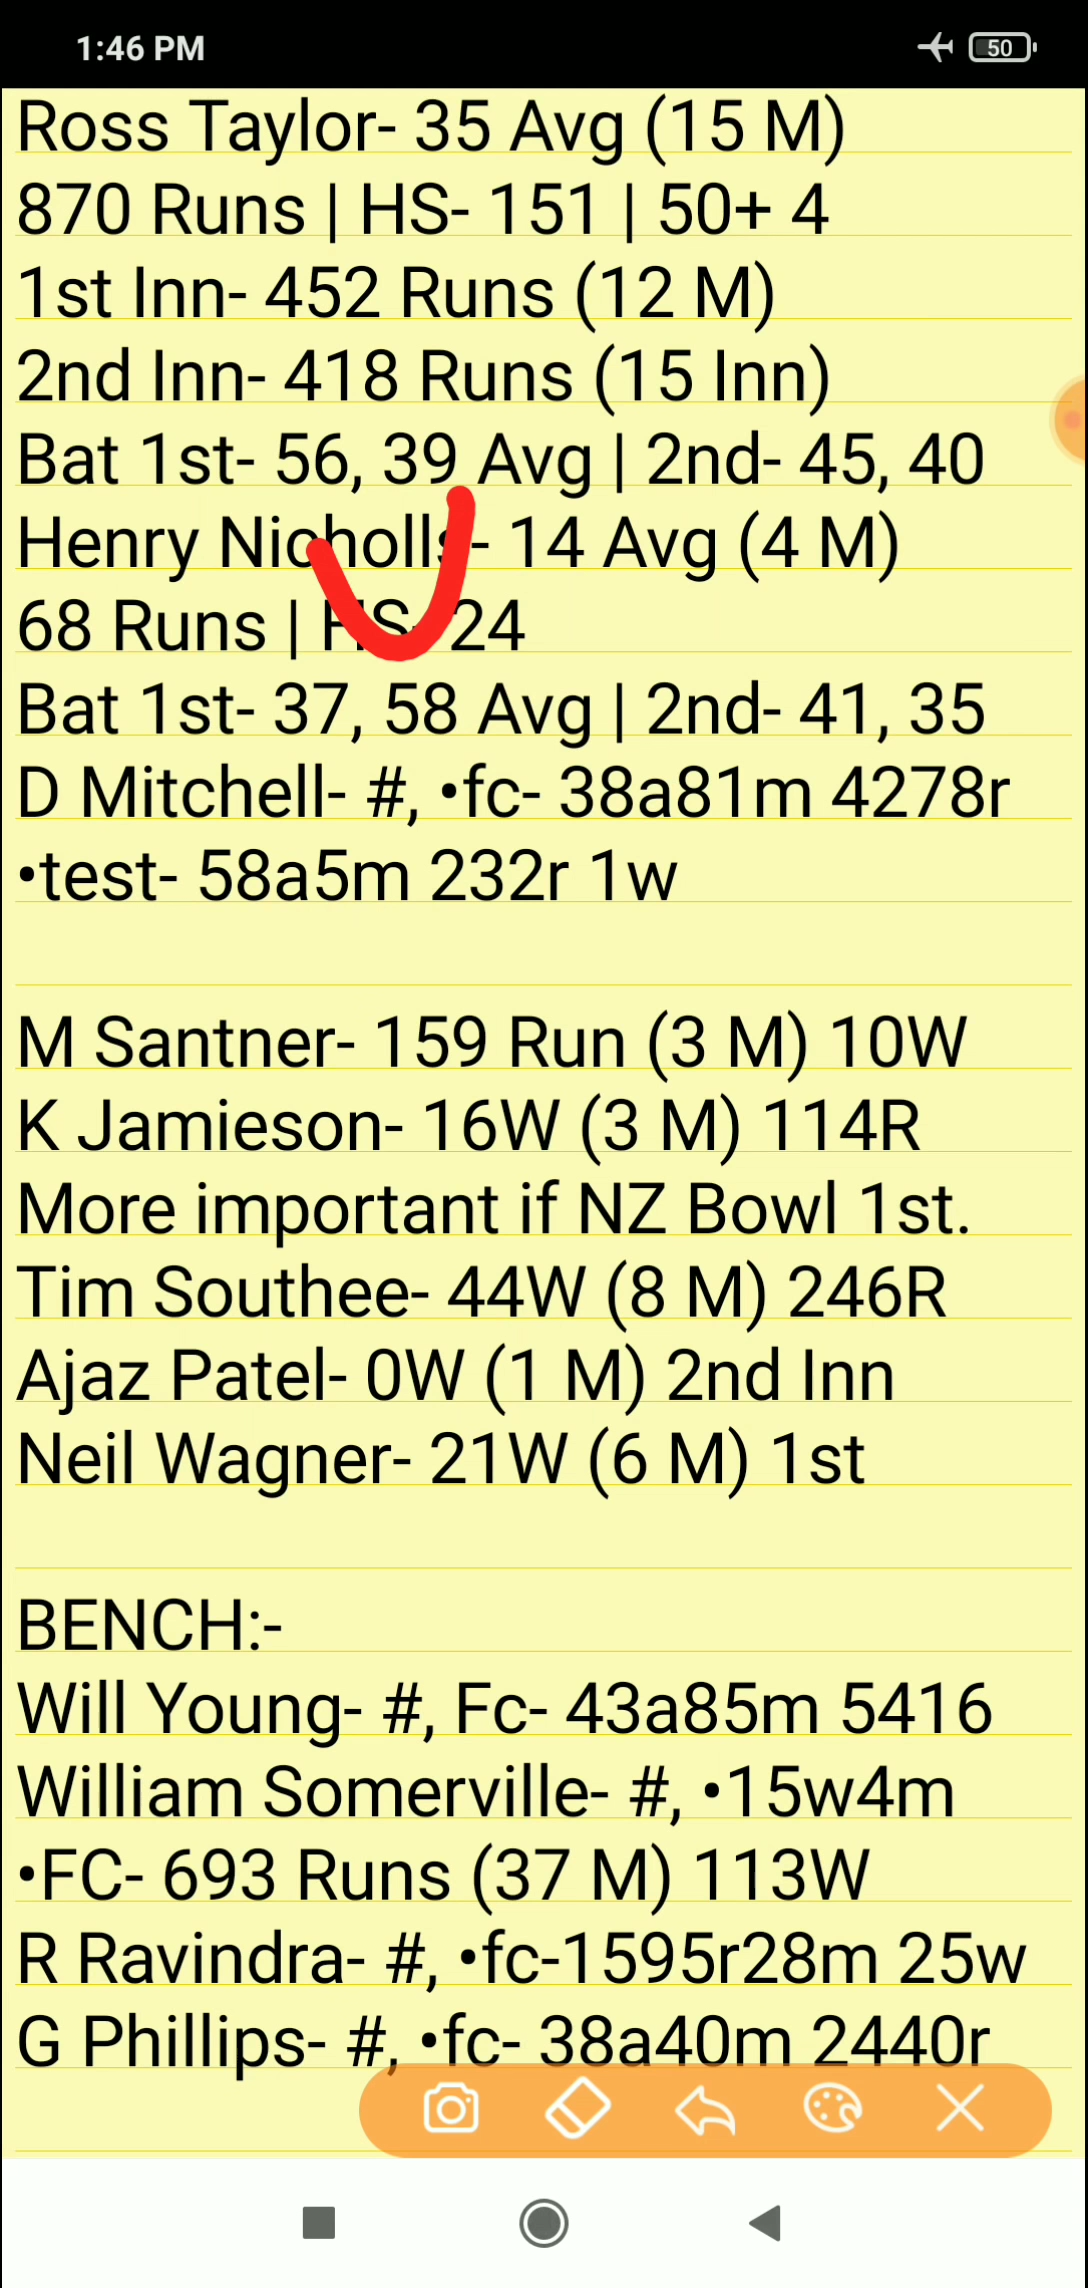 1:46 PM
50
Ross Taylor- 35 Avg (15 M)
870 Runs | HS- 151 | 50+ 4
1st Inn- 452 Runs (12 M)
2nd Inn- 418 Runs (15 Inn)
Bat 1st- 56, 39 Avg | 2nd- 45, 40
Henry Nicholls- 14 Avg (4 M)
68 Runs | HS- 24
Bat 1st- 37, 58 Avg | 2nd- 41, 35
D Mitchell- #, •fc- 38a81m 4278r
•test- 58a5m 232r 1w
M Santner- 159 Run (3 M) 10W
K Jamieson- 16W (3 M) 114R
More important if NZ Bowl 1st.
Tim Southee- 44W (8 M) 246R
Ajaz Patel- 0W (1 M) 2nd Inn
Neil Wagner- 21W (6 M) 1st
BENCH:-
Will Young- #, Fc- 43a85m 5416
William Somerville- #, •15w4m
•FC- 693 Runs (37 M) 113W
R Ravindra- #, •fc-1595r28m 25w
G Phillips- #, •fc- 38a40m 2440r